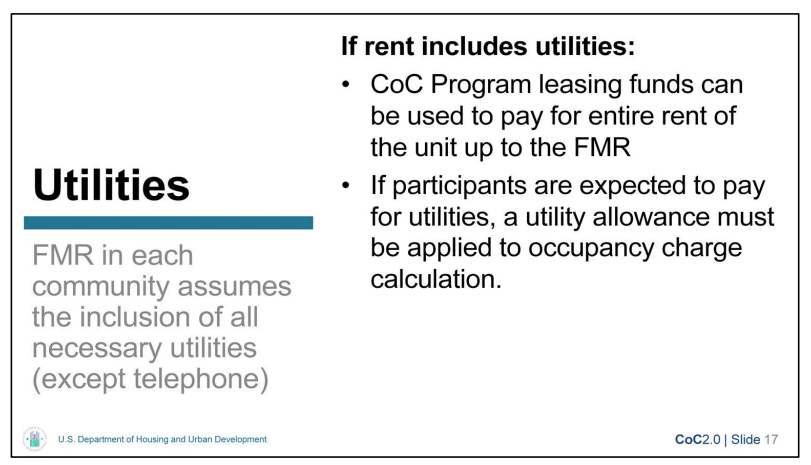 Utilities
FMR in each
community assumes
the inclusion of all
necessary utilities
(except telephone)
If rent includes utilities:
• CoC Program leasing funds can
be used to pay for entire rent of
the unit up to the FMR
• If participants are expected to pay
for utilities, a utility allowance must
be applied to occupancy charge
calculation.
U.S. Department of Housing and Urban Development
CoC2.0 | Slide 17